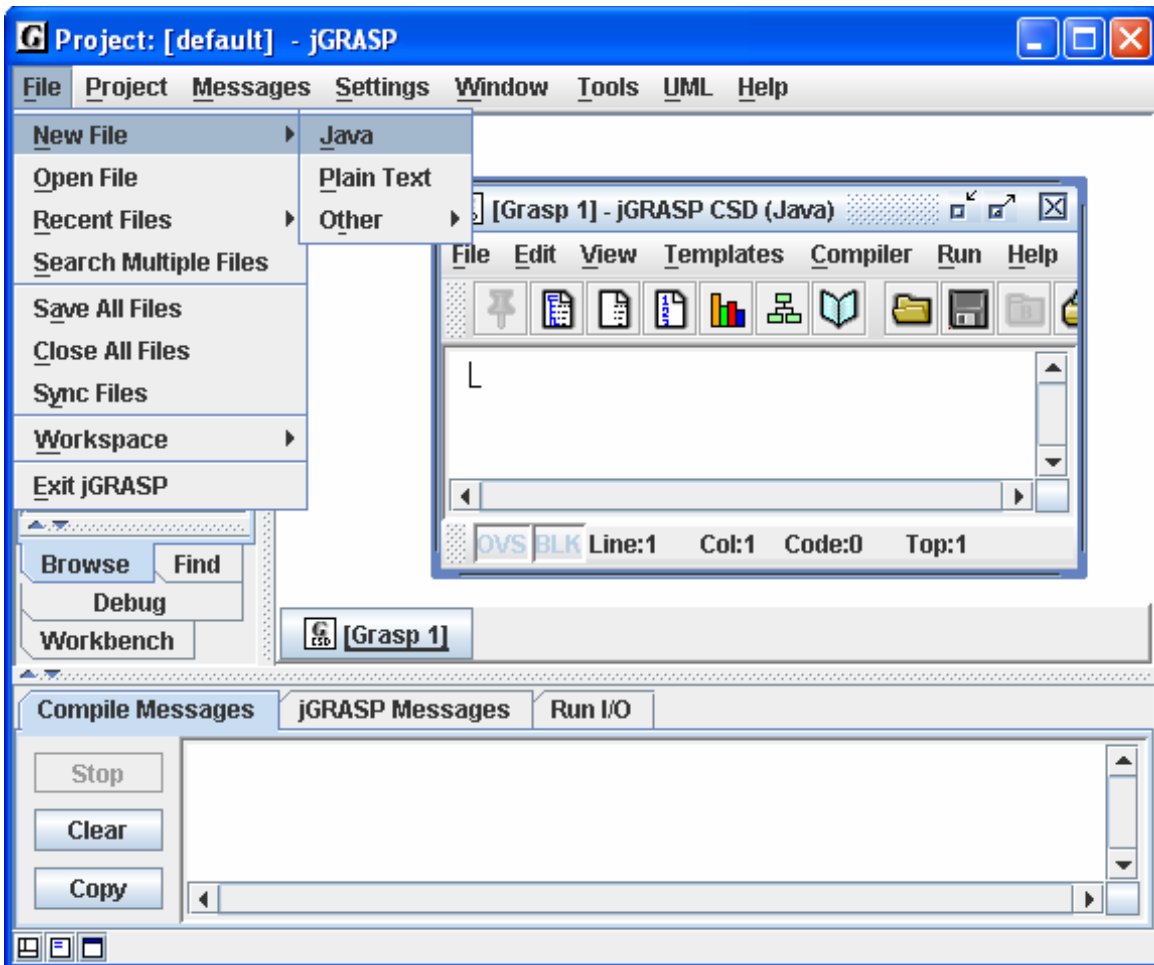 Project: [default] - jGRASP
File Project Messages Settings Window Tools UML Help
New File
Open File
Recent Files
Search Multiple Files
Save All Files
Close All Files
Sync Files
Workspace
Exit jGRASP
Java
Plain Text
Other
[Grasp 1] - jGRASP CSD (Java)
File Edit View Templates Compiler Run Help
OVS BLK Line:1 Col:1 Code:0 Top:1
Browse Find
Debug
Workbench
[Grasp 1]
Compile Messages jGRASP Messages Run I/O
Stop
Clear
Copy